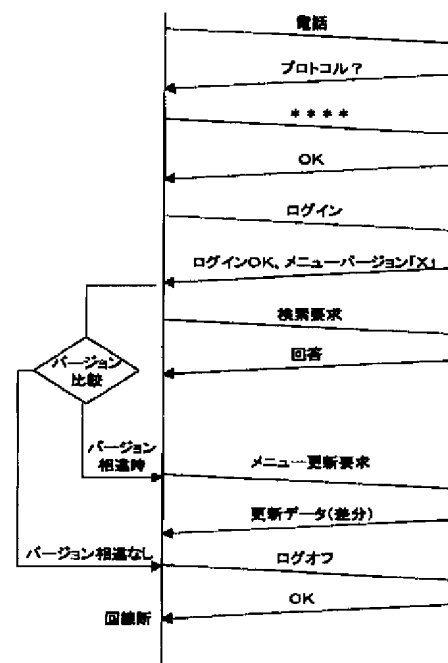 電話
プロトコル？
＊＊＊＊
OK
ログイン
ログインOK、メニューバージョン「X」
検索要求
回答
バージョン
比較
バージョン
相違時
メニュー更新要求
更新データ(差分)
バージョン相違なし
ログオフ
OK
回線断